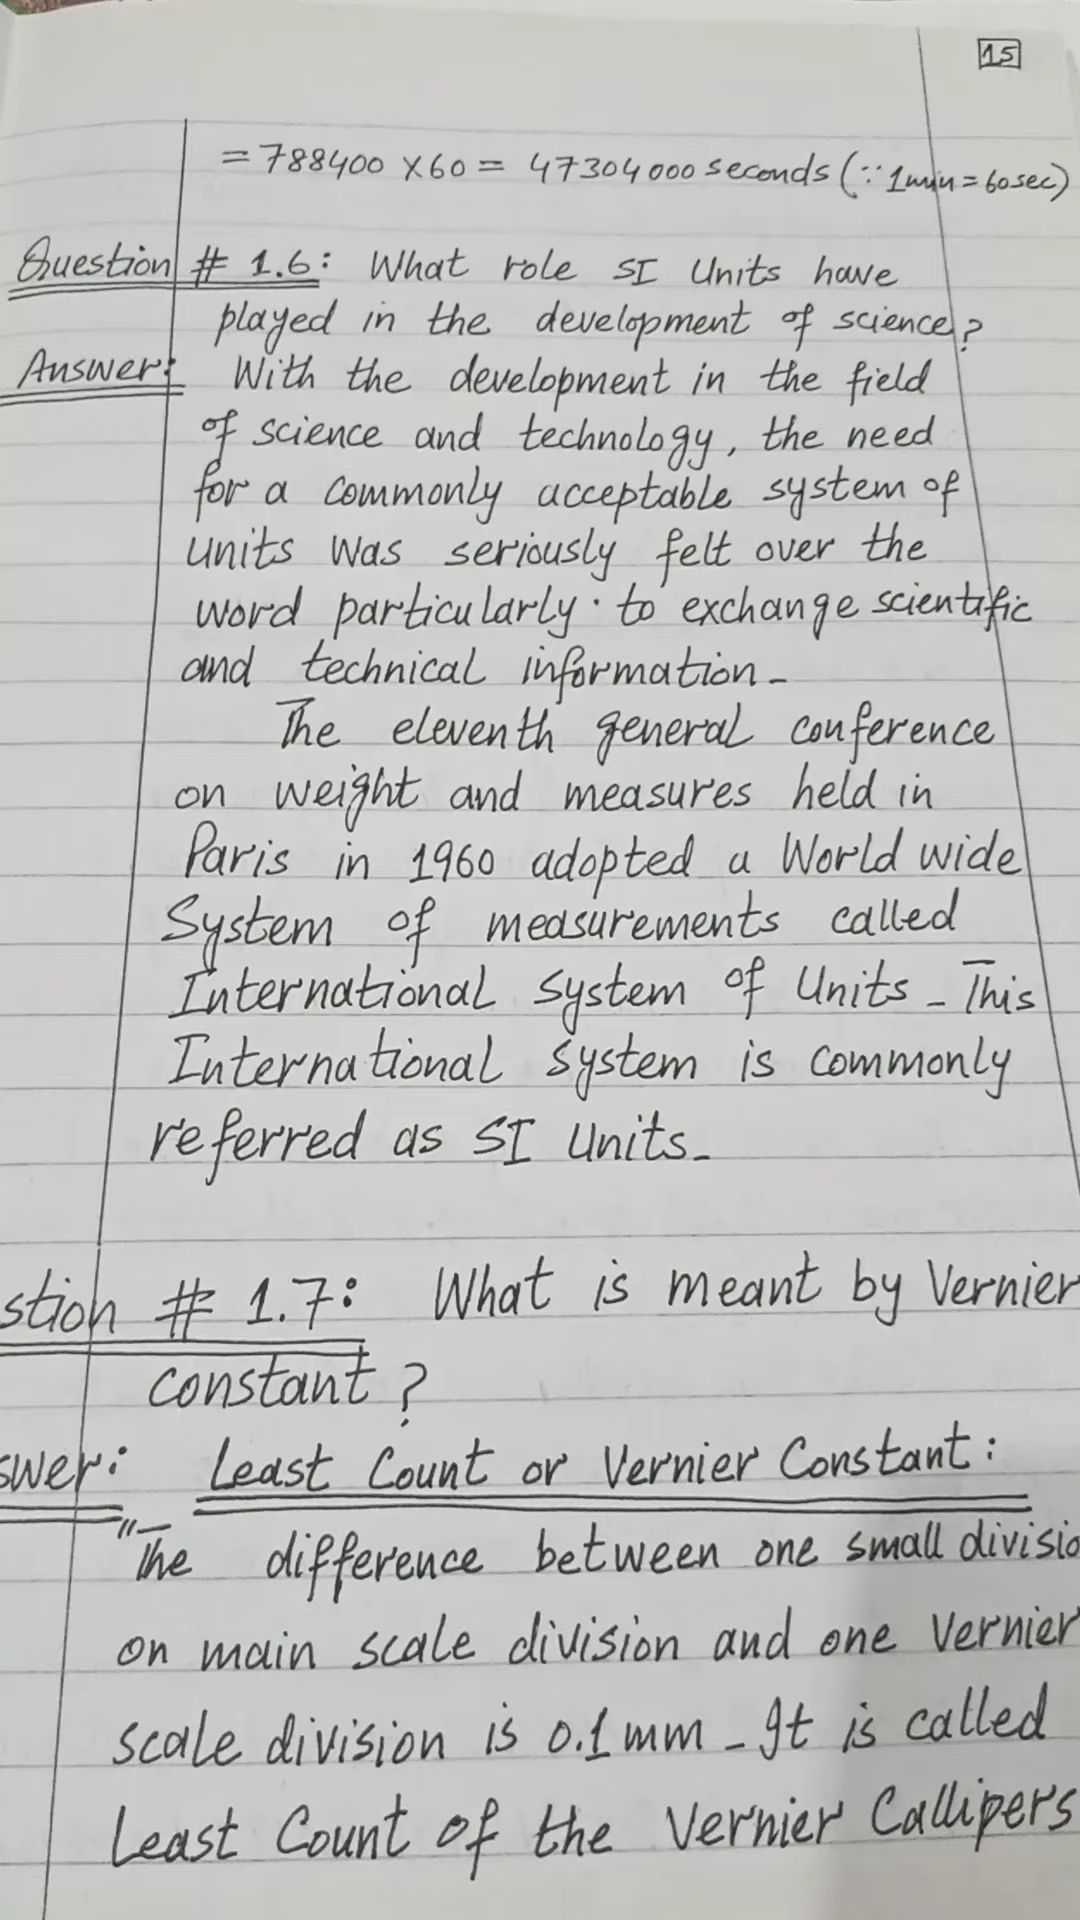 15
= 788400 X60 = 47304000 seconds (∵ 1min = 60sec)
Question # 1.6: What role SI Units have
played in the development of science?
Answer: With the development in the field
of science and technology, the need
for a commonly acceptable system of
units was seriously felt over the
word particularly · to exchange scientific
and technical information -
The eleventh general conference
on weight and measures held in
Paris in 1960 adopted a World wide
System of measurements called
International System of Units - This
International System is commonly
referred as SI Units -
stion # 1.7: What is meant by Vernier
constant ?
swer: Least Count or Vernier Constant :
"The difference between one small divisio
on main scale division and one Vernier
scale division is 0.1 mm - It is called
Least Count of the Vernier Callipers